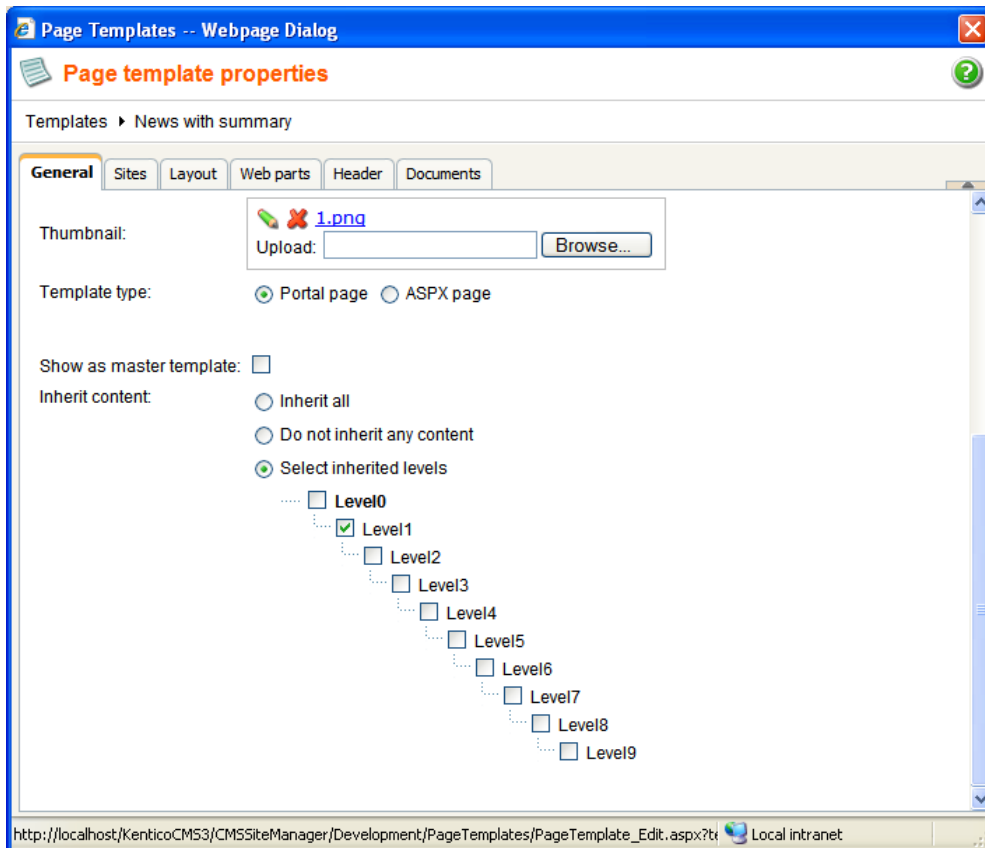 Page Templates -- Webpage Dialog
Page template properties
Templates ▸ News with summary
General Sites Layout Web parts Header Documents
Thumbnail:
1.png
Upload: Browse...
Template type: Portal page ASPX page
Show as master template:
Inherit content: Inherit all
Do not inherit any content
Select inherited levels
Level0
Level1
Level2
Level3
Level4
Level5
Level6
Level7
Level8
Level9
http://localhost/KenticoCMS3/CMSSiteManager/Development/PageTemplates/PageTemplate_Edit.aspx?te Local intranet